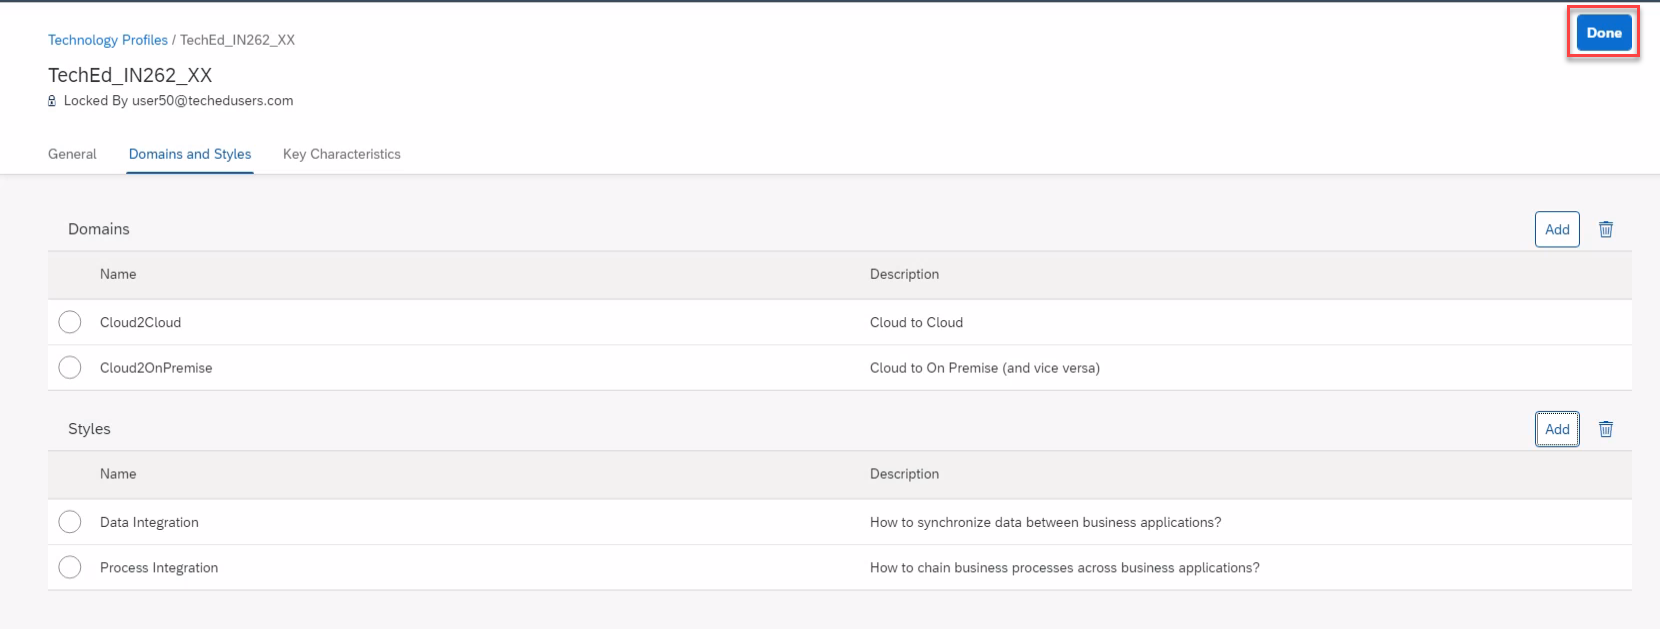 Technology Profiles / TechEd_IN262_XX
Done
TechEd_IN262_XX
Locked By user50@techedusers.com
General Domains and Styles Key Characteristics
Domains Add
Name Description
Cloud2Cloud Cloud to Cloud
Cloud2OnPremise Cloud to On Premise (and vice versa)
Styles Add
Name Description
Data Integration How to synchronize data between business applications?
Process Integration How to chain business processes across business applications?